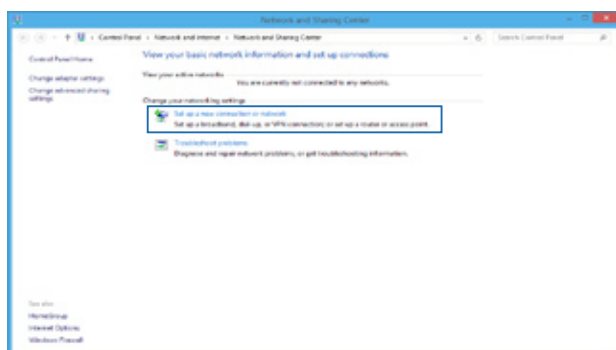 Network and Sharing Center
Control Panel › Network and Internet › Network and Sharing Center
Search Control Panel
Control Panel Home
Change adapter settings
Change advanced sharing
settings
View your basic network information and set up connections
View your active networks
You are currently not connected to any networks.
Change your networking settings
Set up a new connection or network
Set up a broadband, dial-up, or VPN connection; or set up a router or access point.
Troubleshoot problems
Diagnose and repair network problems, or get troubleshooting information.
See also
HomeGroup
Internet Options
Windows Firewall